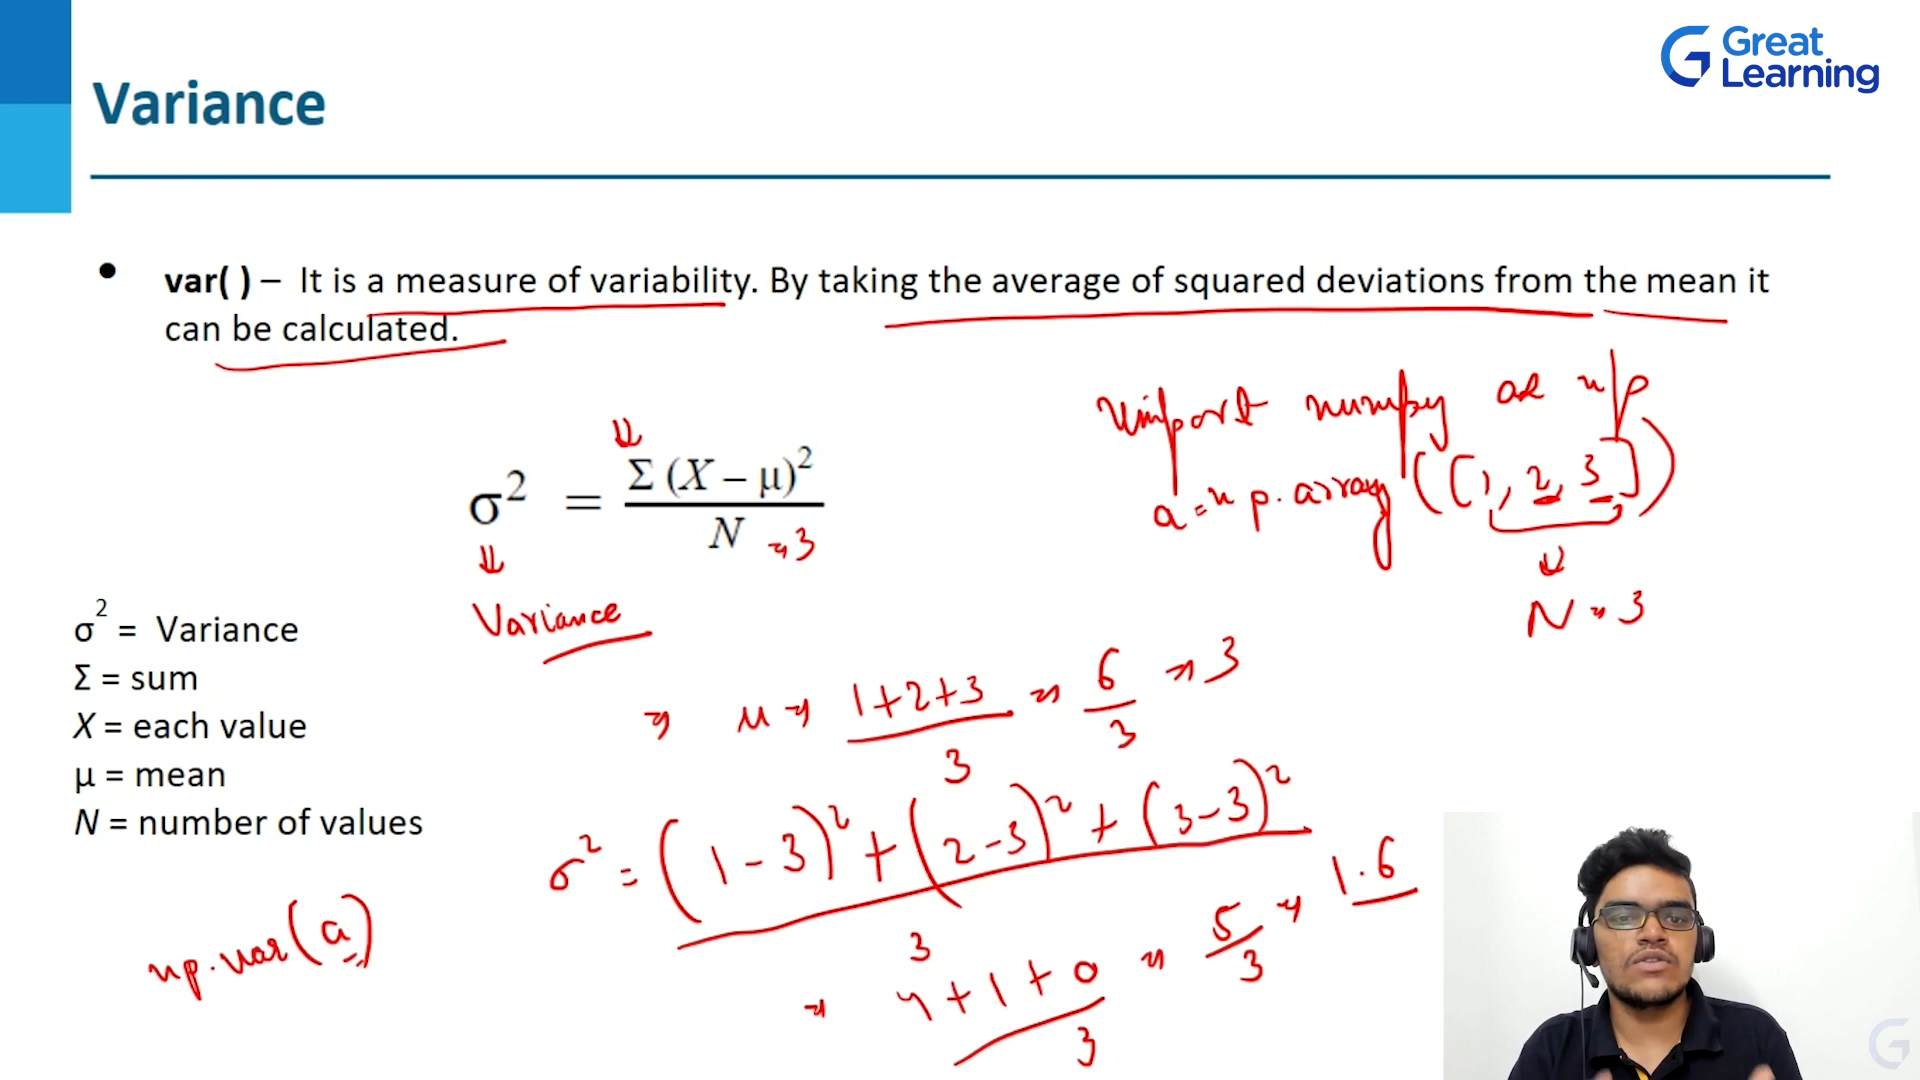 Great
Learning
Variance
• var( ) – It is a measure of variability. By taking the average of squared deviations from the mean it
can be calculated.
import numpy as np
a = np.array([1, 2, 3])
N → 3
σ² = Σ (X – μ)² / N → 3
Variance
σ² = Variance
Σ = sum
X = each value
μ = mean
N = number of values
⇒ μ ⇒ 1+2+3 / 3 ⇒ 6 / 3 ⇒ 3
σ² = (1-3)² + (2-3)² + (3-3)² / 3
⇒ 4+1+0 / 3 ⇒ 5 / 3 ⇒ 1.6
np.var(a)